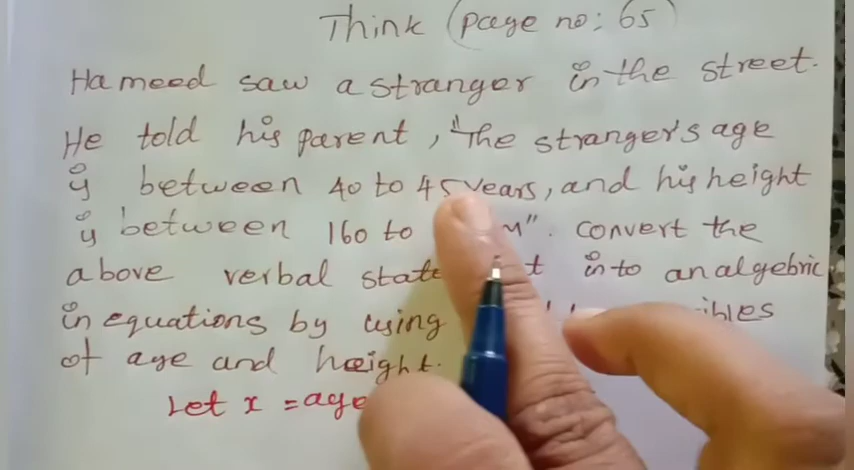 Think (page no: 65)
Hameed saw a stranger in the street.
He told his parent, "The stranger's age
is between 40 to 45 years, and his height
is between 160 to M". convert the
above verbal state t in to an algebric
in equations by using
of age and height.
Let x = age